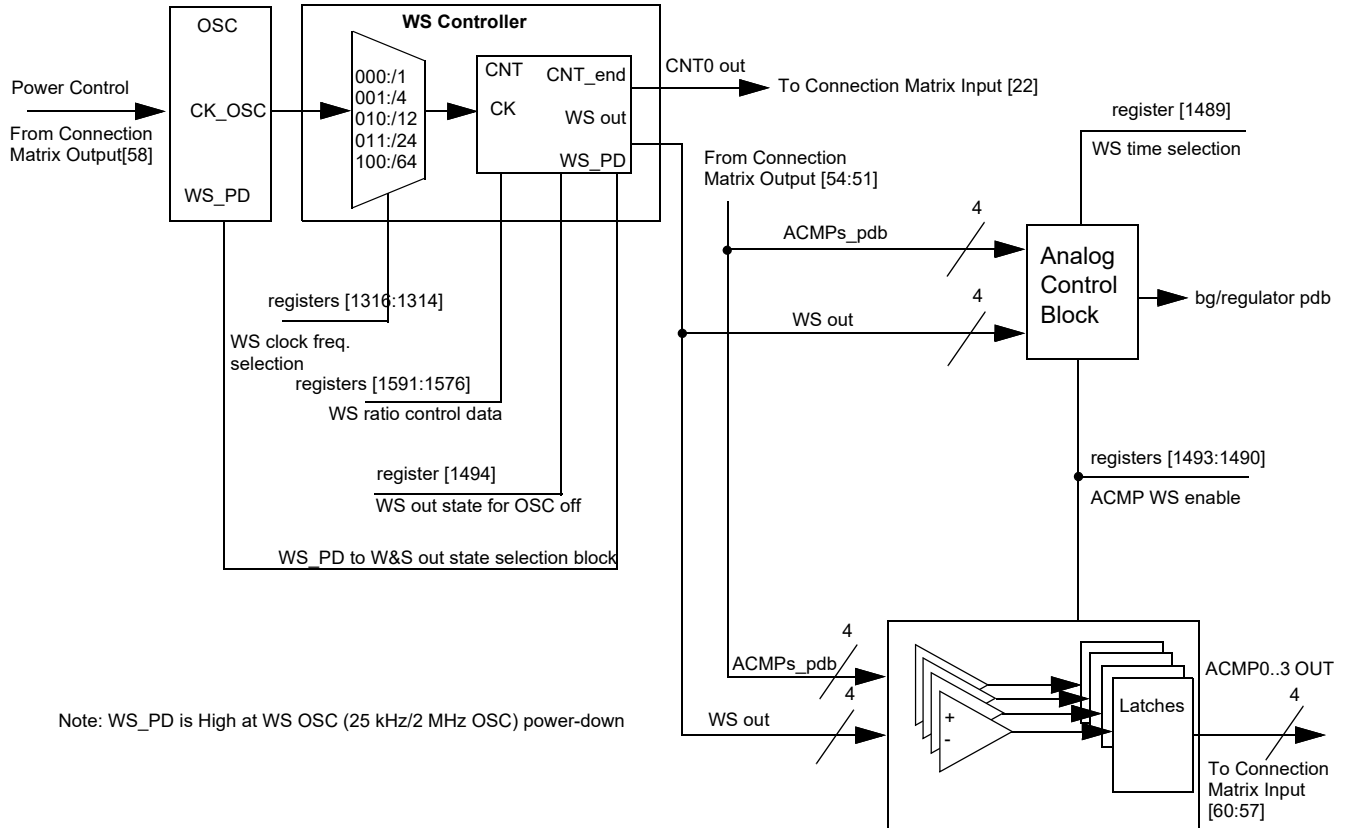 OSC
WS Controller
Power Control
From Connection
Matrix Output[58]
CK_OSC
WS_PD
000:/1
001:/4
010:/12
011:/24
100:/64
CNT
CNT_end
CK
WS out
WS_PD
CNT0 out
To Connection Matrix Input [22]
register [1489]
WS time selection
From Connection
Matrix Output [54:51]
ACMPs_pdb
4
WS out
4
Analog
Control
Block
bg/regulator pdb
registers [1316:1314]
WS clock freq.
selection
registers [1591:1576]
WS ratio control data
register [1494]
WS out state for OSC off
WS_PD to W&S out state selection block
registers [1493:1490]
ACMP WS enable
ACMPs_pdb
4
WS out
4
+
-
Latches
ACMP0..3 OUT
4
To Connection
Matrix Input
[60:57]
Note: WS_PD is High at WS OSC (25 kHz/2 MHz OSC) power-down